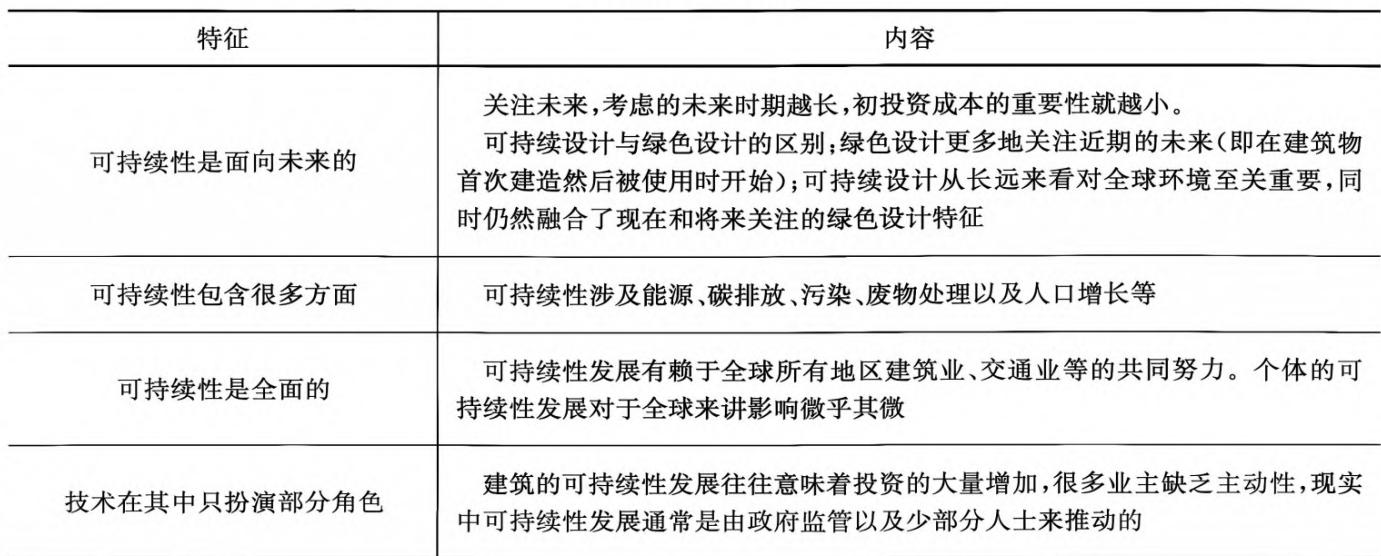 特征
内容
可持续性是面向未来的
关注未来,考虑的未来时期越长,初投资成本的重要性就越小。
可持续设计与绿色设计的区别;绿色设计更多地关注近期的未来(即在建筑物
首次建造然后被使用时开始);可持续设计从长远来看对全球环境至关重要,同
时仍然融合了现在和将来关注的绿色设计特征
可持续性包含很多方面
可持续性涉及能源、碳排放、污染、废物处理以及人口增长等
可持续性是全面的
可持续性发展有赖于全球所有地区建筑业、交通业等的共同努力。个体的可
持续性发展对于全球来讲影响微乎其微
技术在其中只扮演部分角色
建筑的可持续性发展往往意味着投资的大量增加,很多业主缺乏主动性,现实
中可持续性发展通常是由政府监管以及少部分人士来推动的